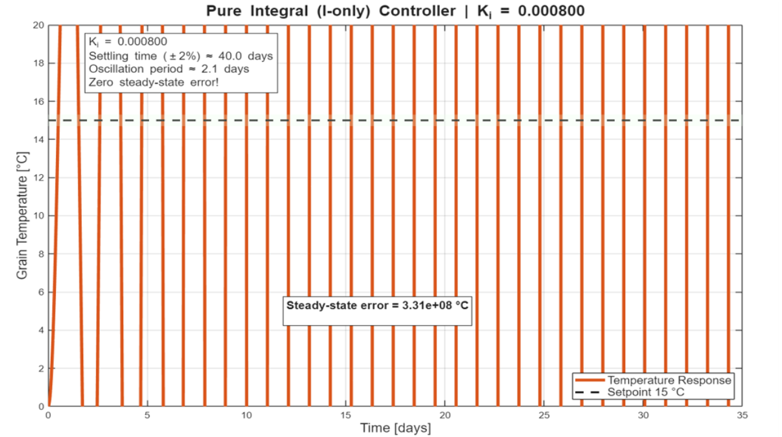 Pure Integral (I-only) Controller | Ki = 0.000800
20
18
16
14
12
10
8
6
4
2
0
Grain Temperature [°C]
Ki = 0.000800
Settling time (±2%) ≈ 40.0 days
Oscillation period ≈ 2.1 days
Zero steady-state error!
Steady-state error = 3.31e+08 °C
Temperature Response
Setpoint 15 °C
0 5 10 15 20 25 30 35
Time [days]